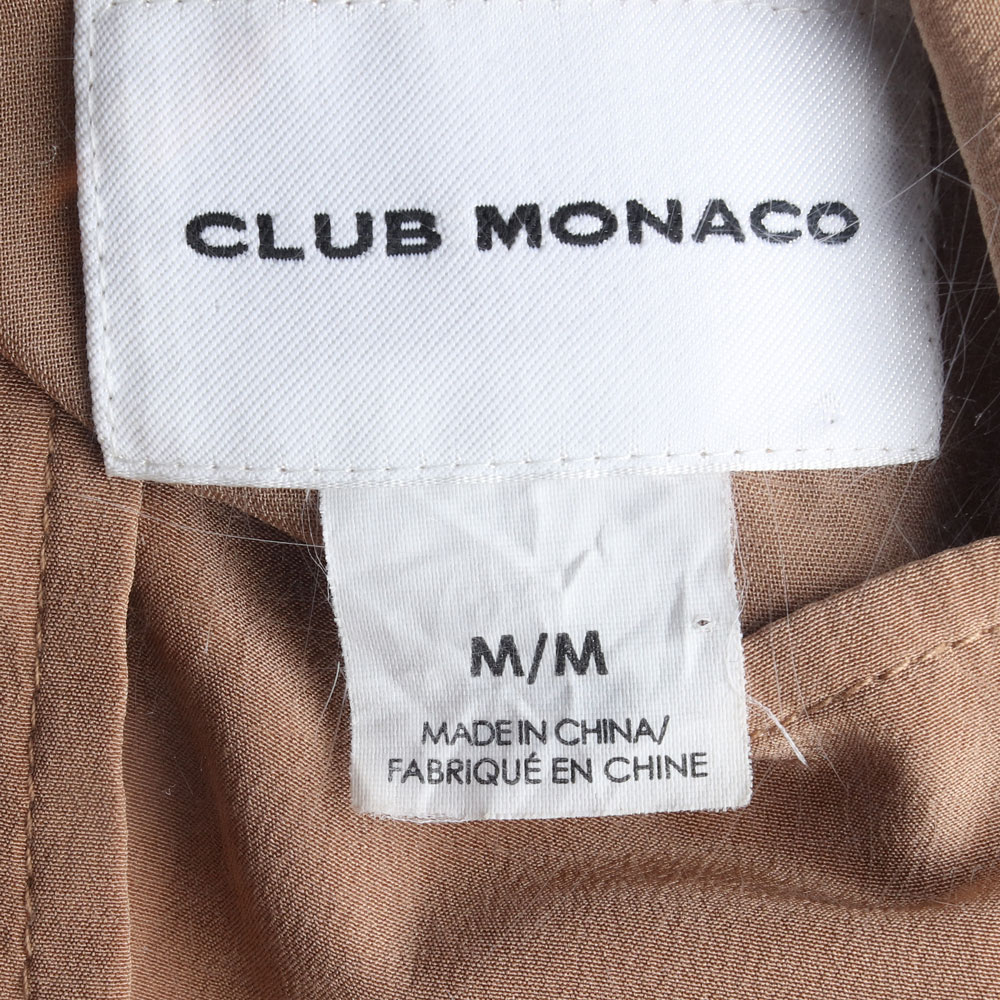 CLUB MONACO
M/M
MADE IN CHINA/
FABRIQUÉ EN CHINE